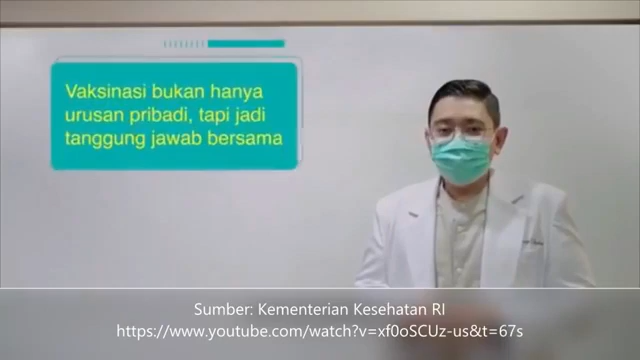 Vaksinasi bukan hanya
urusan pribadi, tapi jadi
tanggung jawab bersama
Sumber: Kementerian Kesehatan RI
https://www.youtube.com/watch?v=xf0oSCUz-us&t=67s